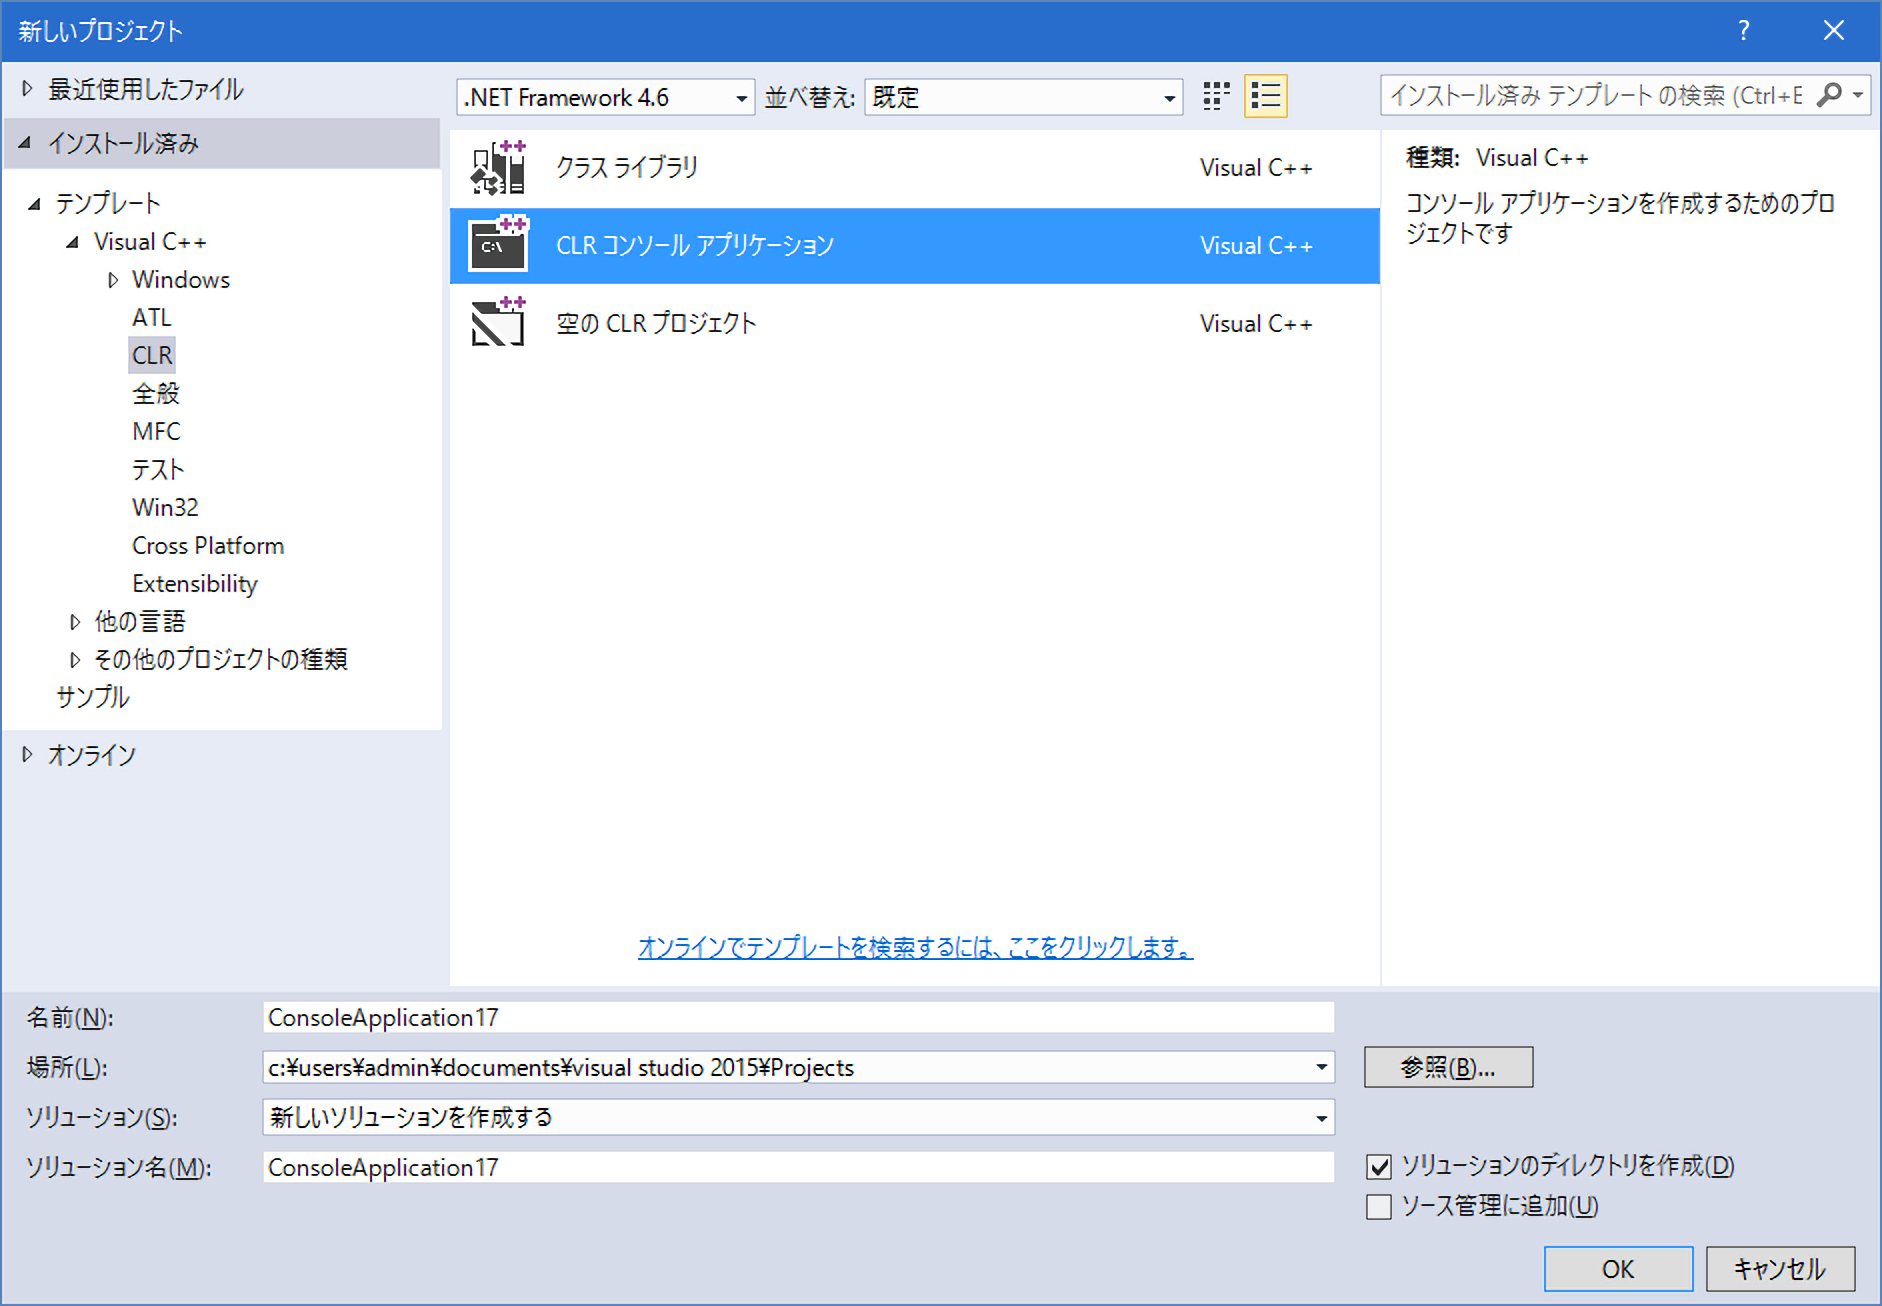 新しいプロジェクト
?
最近使用したファイル
インストール済み
テンプレート
Visual C++
Windows
ATL
CLR
全般
MFC
テスト
Win32
Cross Platform
Extensibility
他の言語
その他のプロジェクトの種類
サンプル
オンライン
.NET Framework 4.6 並べ替え: 既定
インストール済み テンプレート の検索 (Ctrl+E
クラス ライブラリ Visual C++
C:\ CLR コンソール アプリケーション Visual C++
空の CLR プロジェクト Visual C++
オンラインでテンプレートを検索するには、ここをクリックします。
種類: Visual C++
コンソール アプリケーションを作成するためのプロ
ジェクトです
名前(N): ConsoleApplication17
場所(L): c:¥users¥admin¥documents¥visual studio 2015¥Projects 参照(B)...
ソリューション(S): 新しいソリューションを作成する
ソリューション名(M): ConsoleApplication17
ソリューションのディレクトリを作成(D)
ソース管理に追加(U)
OK キャンセル